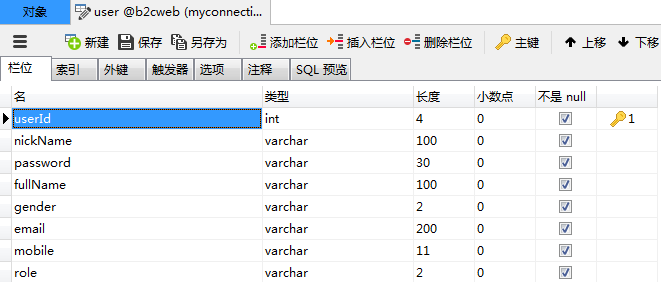 对象 user @b2cweb (myconnecti...
新建 保存 另存为 添加栏位 插入栏位 删除栏位 主键 上移 下移
栏位 索引 外键 触发器 选项 注释 SQL 预览
名 类型 长度 小数点 不是 null
userId int 4 0 1
nickName varchar 100 0
password varchar 30 0
fullName varchar 100 0
gender varchar 2 0
email varchar 200 0
mobile varchar 11 0
role varchar 2 0